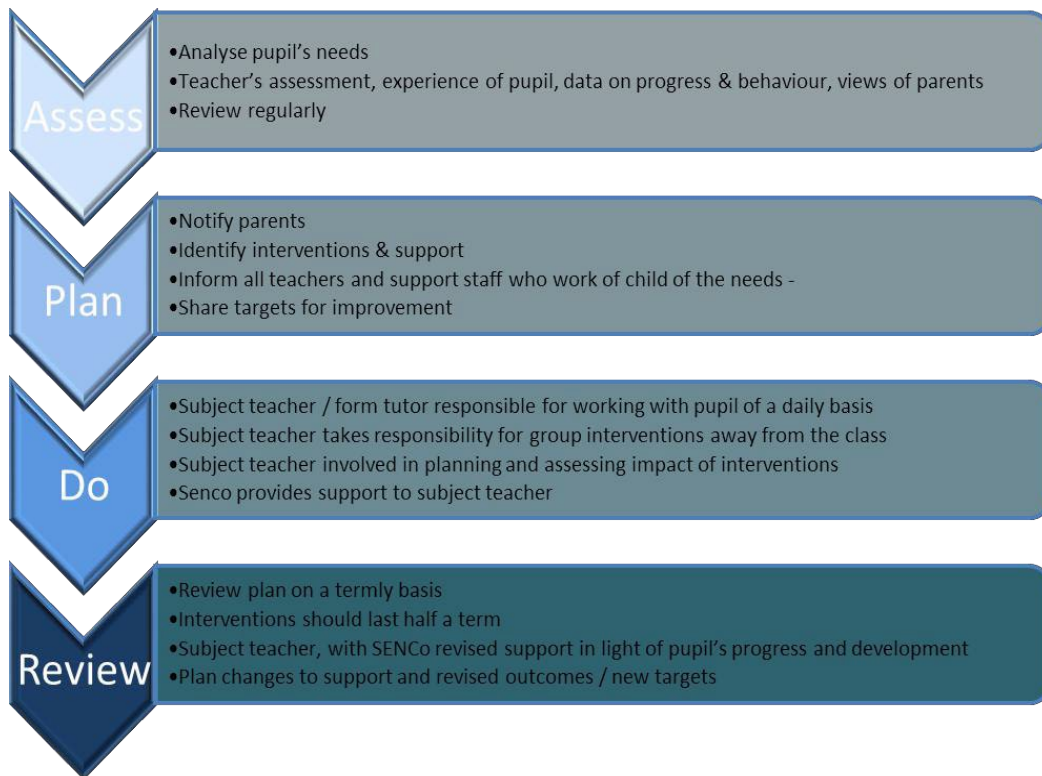 Assess
•Analyse pupil’s needs
•Teacher’s assessment, experience of pupil, data on progress & behaviour, views of parents
•Review regularly
Plan
•Notify parents
•Identify interventions & support
•Inform all teachers and support staff who work of child of the needs -
•Share targets for improvement
Do
•Subject teacher / form tutor responsible for working with pupil of a daily basis
•Subject teacher takes responsibility for group interventions away from the class
•Subject teacher involved in planning and assessing impact of interventions
•Senco provides support to subject teacher
Review
•Review plan on a termly basis
•Interventions should last half a term
•Subject teacher, with SENCo revised support in light of pupil’s progress and development
•Plan changes to support and revised outcomes / new targets